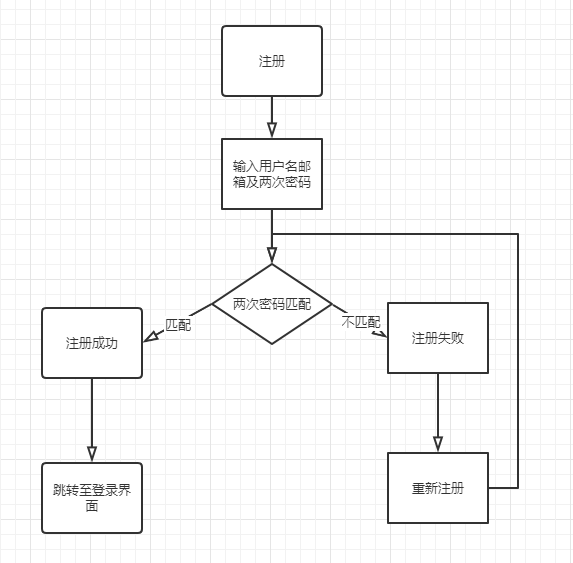 注册
输入用户名邮
箱及两次密码
两次密码匹配
匹配
不匹配
注册成功
注册失败
跳转至登录界
面
重新注册